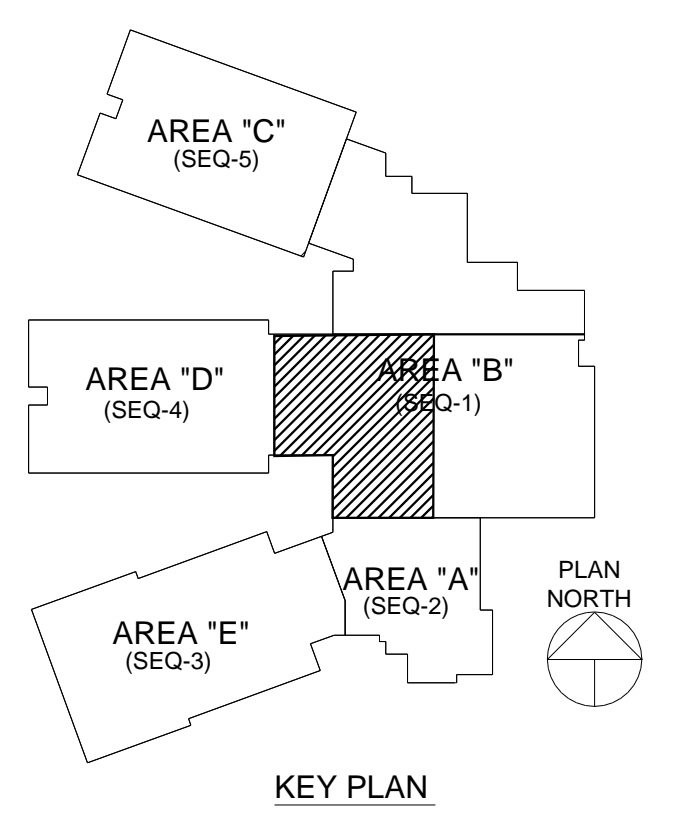 AREA "C"
(SEQ-5)
AREA "D"
(SEQ-4)
AREA "B"
(SEQ-1)
AREA "A"
(SEQ-2)
AREA "E"
(SEQ-3)
PLAN
NORTH
KEY PLAN